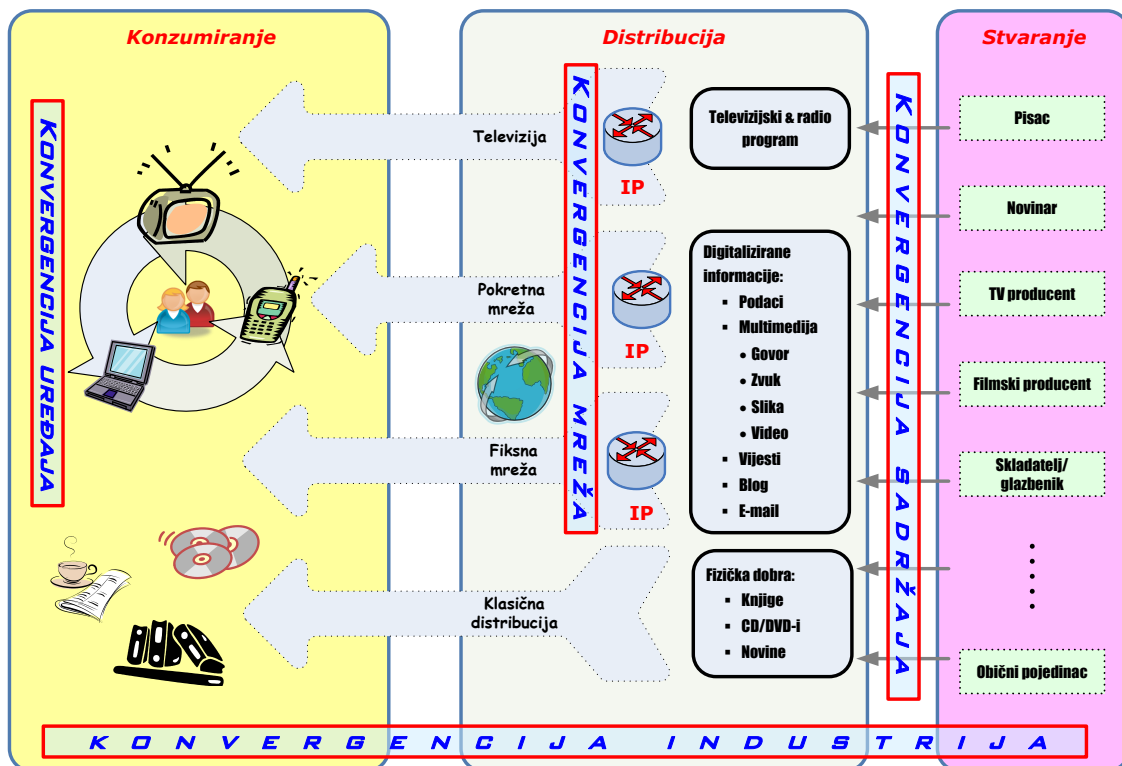 Konzumiranje
KONVERGENCIJA UREĐAJA
Distribucija
Televizija
Pokretna
mreža
Fiksna
mreža
Klasična
distribucija
KONVERGENCIJA MREŽA
IP
IP
IP
Televizijski & radio
program
Digitalizirane
informacije:
▪ Podaci
▪ Multimedija
• Govor
• Zvuk
• Slika
• Video
▪ Vijesti
▪ Blog
▪ E-mail
Fizička dobra:
▪ Knjige
▪ CD/DVD-i
▪ Novine
KONVERGENCIJA SADRŽAJA
Stvaranje
Pisac
Novinar
TV producent
Filmski producent
Skladatelj/
glazbenik
Obični pojedinac
KONVERGENCIJA INDUSTRIJA